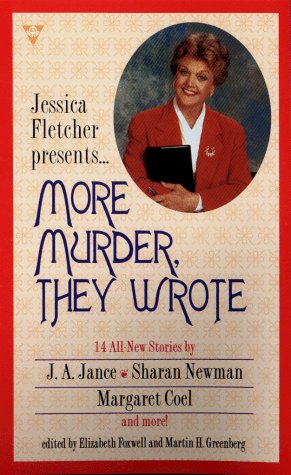 Jessica
Fletcher
presents...
MORE
MURDER,
THEY WROTE
14 All-New Stories by
J. A. Jance Sharan Newman
Margaret Coel
and more!
edited by Elizabeth Foxwell and Martin H. Greenberg